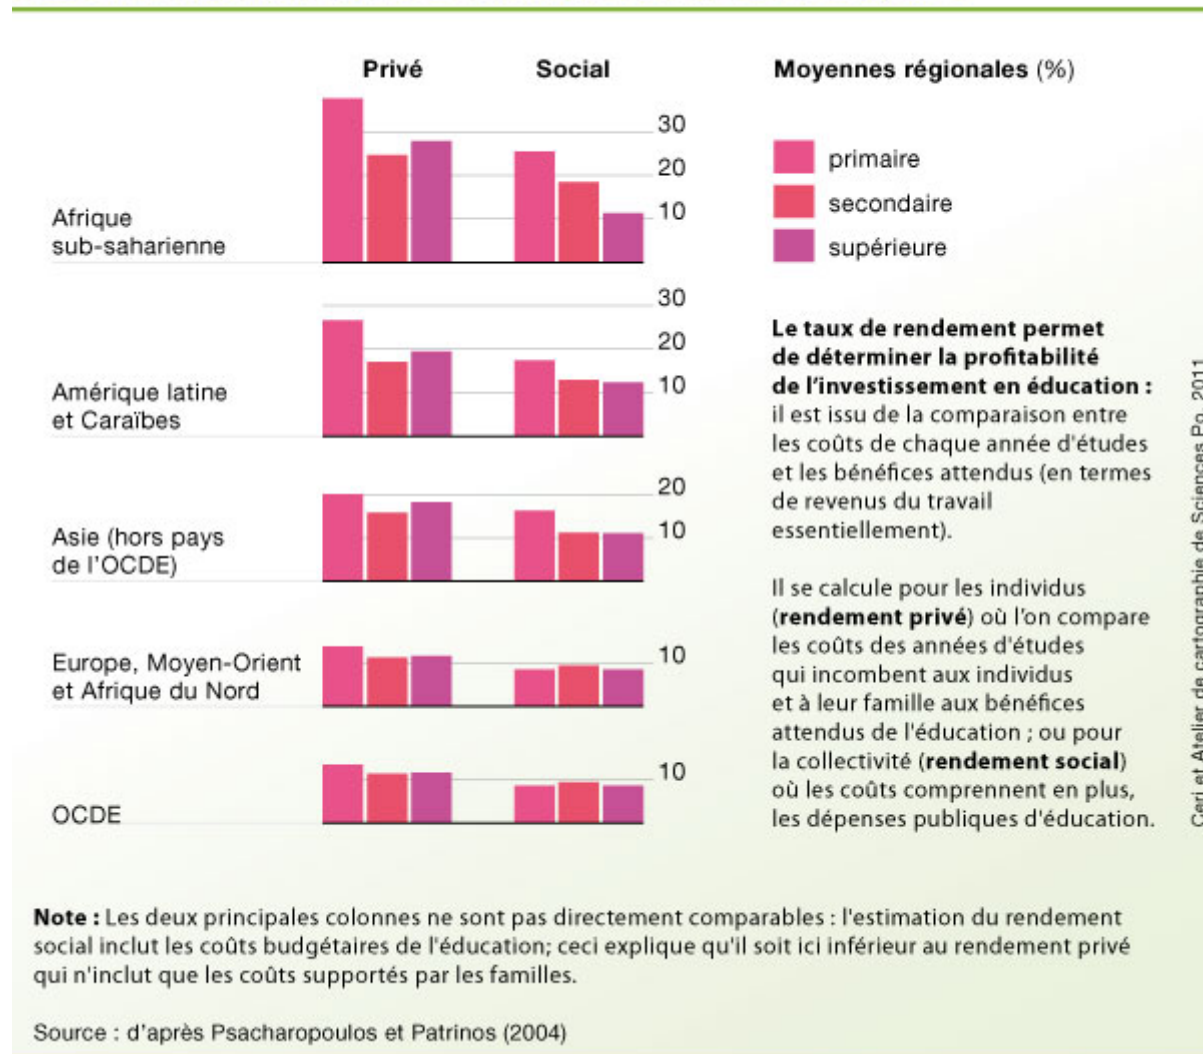 Privé
Social
Moyennes régionales (%)
30
20
10
Afrique
sub-saharienne
primaire
secondaire
supérieure
30
20
10
Amérique latine
et Caraïbes
20
10
Asie (hors pays
de l'OCDE)
10
Europe, Moyen-Orient
et Afrique du Nord
10
OCDE
Le taux de rendement permet
de déterminer la profitabilité
de l'investissement en éducation :
il est issu de la comparaison entre
les coûts de chaque année d'études
et les bénéfices attendus (en termes
de revenus du travail
essentiellement).
Il se calcule pour les individus
(rendement privé) où l'on compare
les coûts des années d'études
qui incombent aux individus
et à leur famille aux bénéfices
attendus de l'éducation ; ou pour
la collectivité (rendement social)
où les coûts comprennent en plus,
les dépenses publiques d'éducation.
Ceri et Atelier de cartographie de Sciences Po, 2011
Note : Les deux principales colonnes ne sont pas directement comparables : l'estimation du rendement
social inclut les coûts budgétaires de l'éducation; ceci explique qu'il soit ici inférieur au rendement privé
qui n'inclut que les coûts supportés par les familles.
Source : d'après Psacharopoulos et Patrinos (2004)